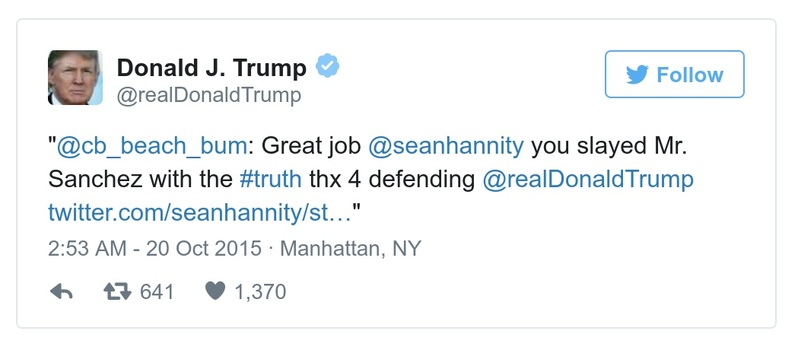 Donald J. Trump
Follow
@realDonaldTrump
"@cb_beach_bum: Great job @seanhannity you slayed Mr.
Sanchez with the #truth thx 4 defending @realDonaldTrump
twitter.com/seanhannity/st…"
2:53 AM - 20 Oct 2015 · Manhattan, NY
641 1,370